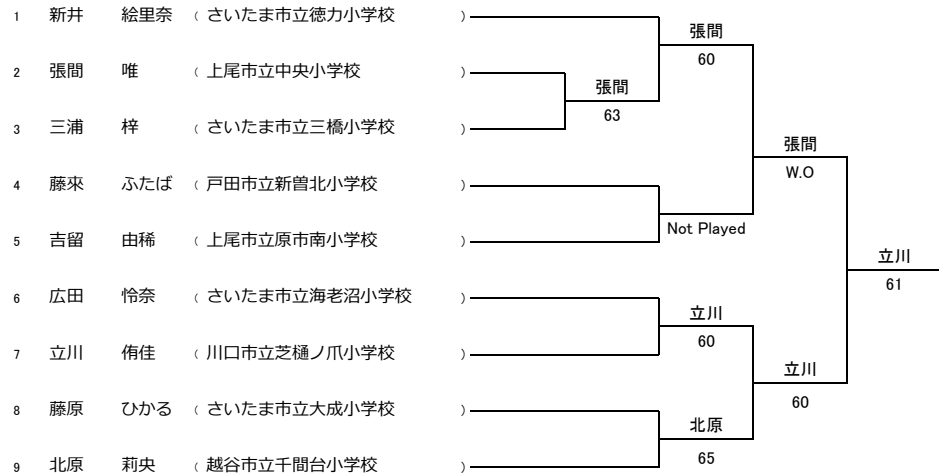 1 新井 絵里奈 ( さいたま市立徳力小学校 )
張間
60
2 張間 唯 ( 上尾市立中央小学校 )
張間
63
3 三浦 梓 ( さいたま市立三橋小学校 )
張間
W.O
4 藤來 ふたば ( 戸田市立新曽北小学校 )
Not Played
5 吉留 由稀 ( 上尾市立原市南小学校 )
立川
61
6 広田 怜奈 ( さいたま市立海老沼小学校 )
立川
60
7 立川 侑佳 ( 川口市立芝樋ノ爪小学校 )
立川
60
8 藤原 ひかる ( さいたま市立大成小学校 )
北原
65
9 北原 莉央 ( 越谷市立千間台小学校 )